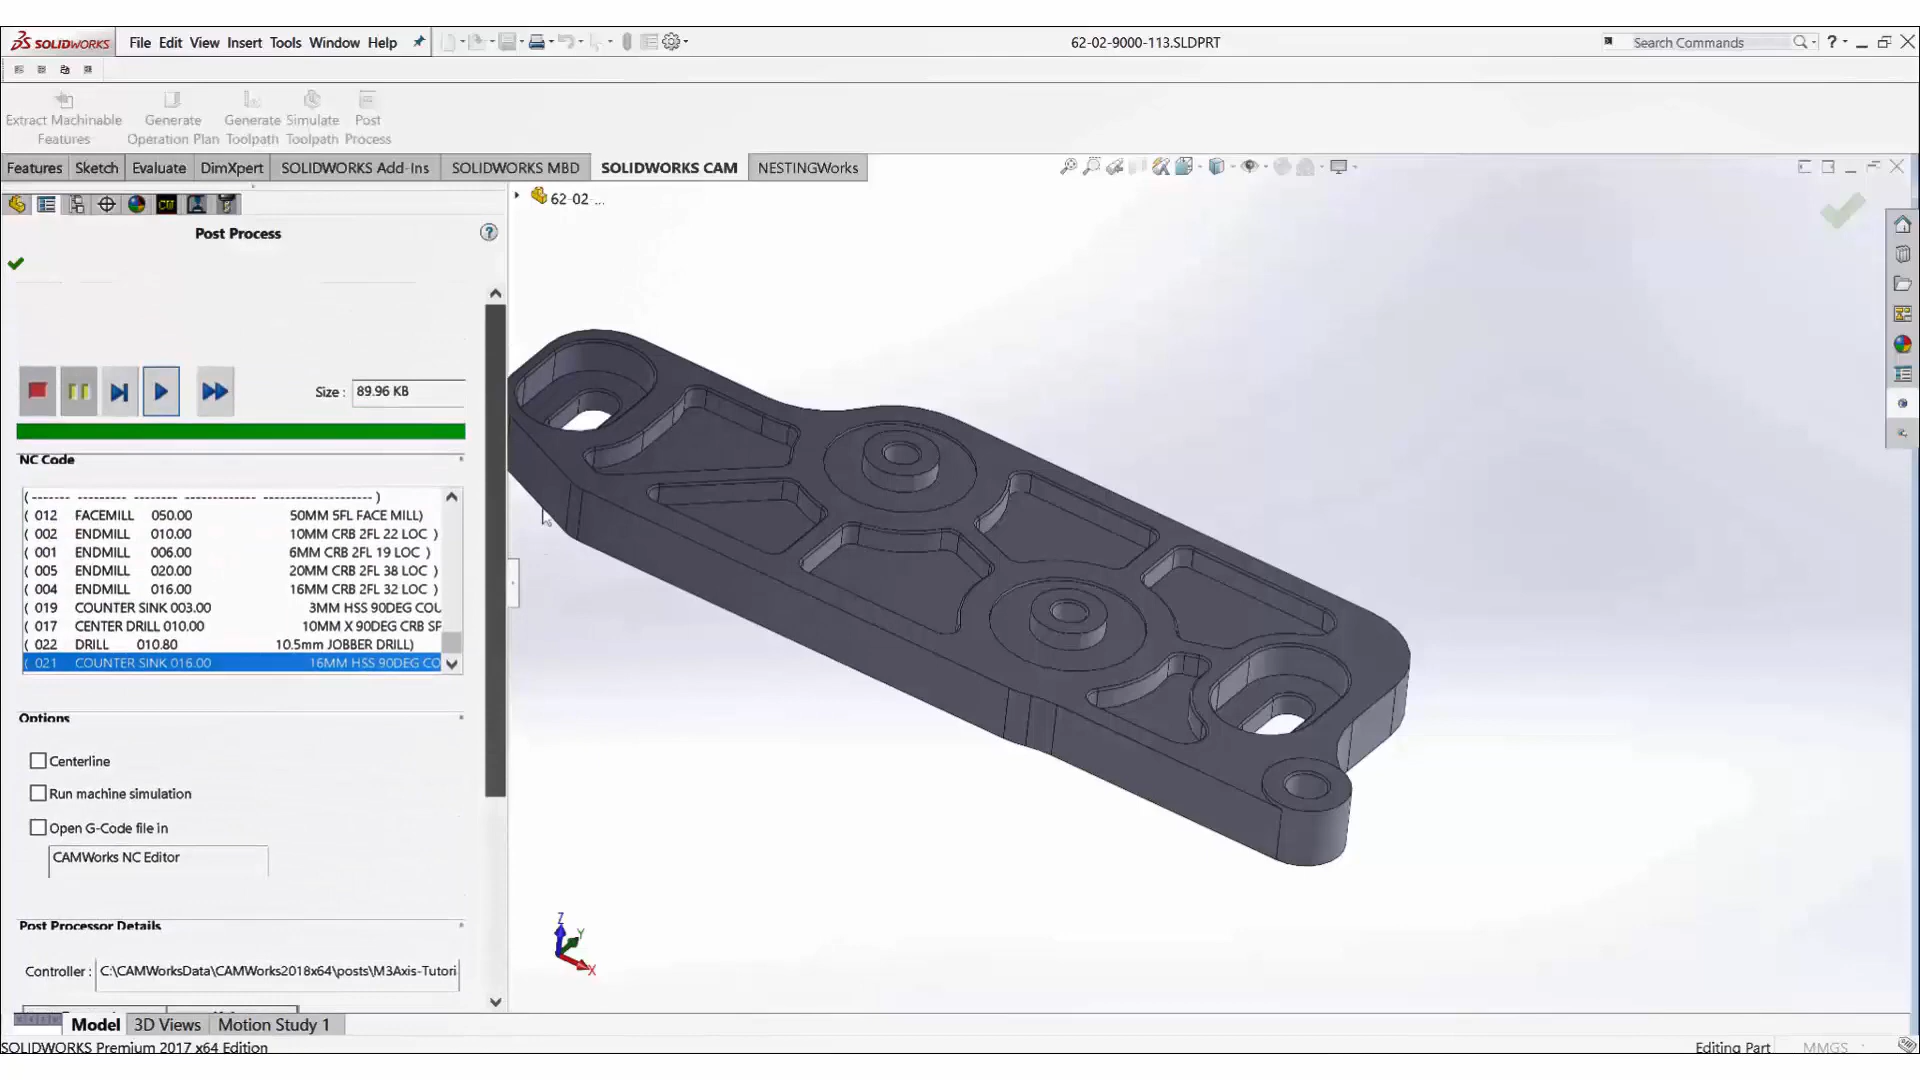 SOLIDWORKS File Edit View Insert Tools Window Help 62-02-9000-113.SLDPRT Search Commands ?
Extract Machinable Generate Generate Simulate Post
Features Operation Plan Toolpath Toolpath Process
Features Sketch Evaluate DimXpert SOLIDWORKS Add-Ins SOLIDWORKS MBD SOLIDWORKS CAM NESTINGWorks
62-02-...
Post Process ?
Size : 89.96 KB
NC Code
( ------- --------- -------- ------------- -------------------- )
( 012 FACEMILL 050.00 50MM 5FL FACE MILL)
( 002 ENDMILL 010.00 10MM CRB 2FL 22 LOC )
( 001 ENDMILL 006.00 6MM CRB 2FL 19 LOC )
( 005 ENDMILL 020.00 20MM CRB 2FL 38 LOC )
( 004 ENDMILL 016.00 16MM CRB 2FL 32 LOC )
( 019 COUNTER SINK 003.00 3MM HSS 90DEG COU
( 017 CENTER DRILL 010.00 10MM X 90DEG CRB SP
( 022 DRILL 010.80 10.5mm JOBBER DRILL)
( 021 COUNTER SINK 016.00 16MM HSS 90DEG CO
Options
Centerline
Run machine simulation
Open G-Code file in
CAMWorks NC Editor
Post Processor Details
Controller : C:\CAMWorksData\CAMWorks2018x64\posts\M3Axis-Tutori
Z
Y
X
Model 3D Views Motion Study 1
SOLIDWORKS Premium 2017 x64 Edition Editing Part MMGS